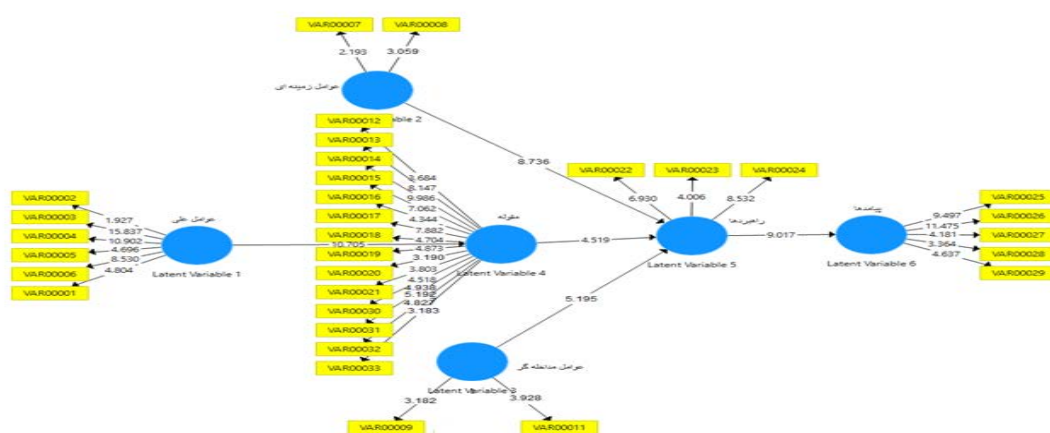 VAR00007
VAR00008
2.193
3.059
عوامل زمینه ای
ble 2
VAR00012
VAR00013
VAR00014
VAR00015
VAR00016
VAR00017
VAR00018
VAR00019
VAR00020
VAR00021
VAR00030
VAR00031
VAR00032
VAR00033
3.684
8.147
9.986
7.062
4.344
7.882
4.704
4.873
3.190
3.803
4.518
4.938
5.192
4.827
3.183
VAR00002
VAR00003
VAR00004
VAR00005
VAR00006
VAR00001
1.927
15.837
10.902
4.696
8.530
4.804
عوامل علی
Latent Variable 1
10.705
مقوله
Latent Variable 4
8.736
4.519
5.195
VAR00022
VAR00023
VAR00024
6.930
4.006
8.532
راهبردها
Latent Variable 5
9.017
پیامدها
Latent Variable 6
VAR00025
VAR00026
VAR00027
VAR00028
VAR00029
9.497
11.475
4.181
3.364
4.637
عوامل مداخله گر
Latent Variable 3
3.182
3.928
VAR00009
VAR00011